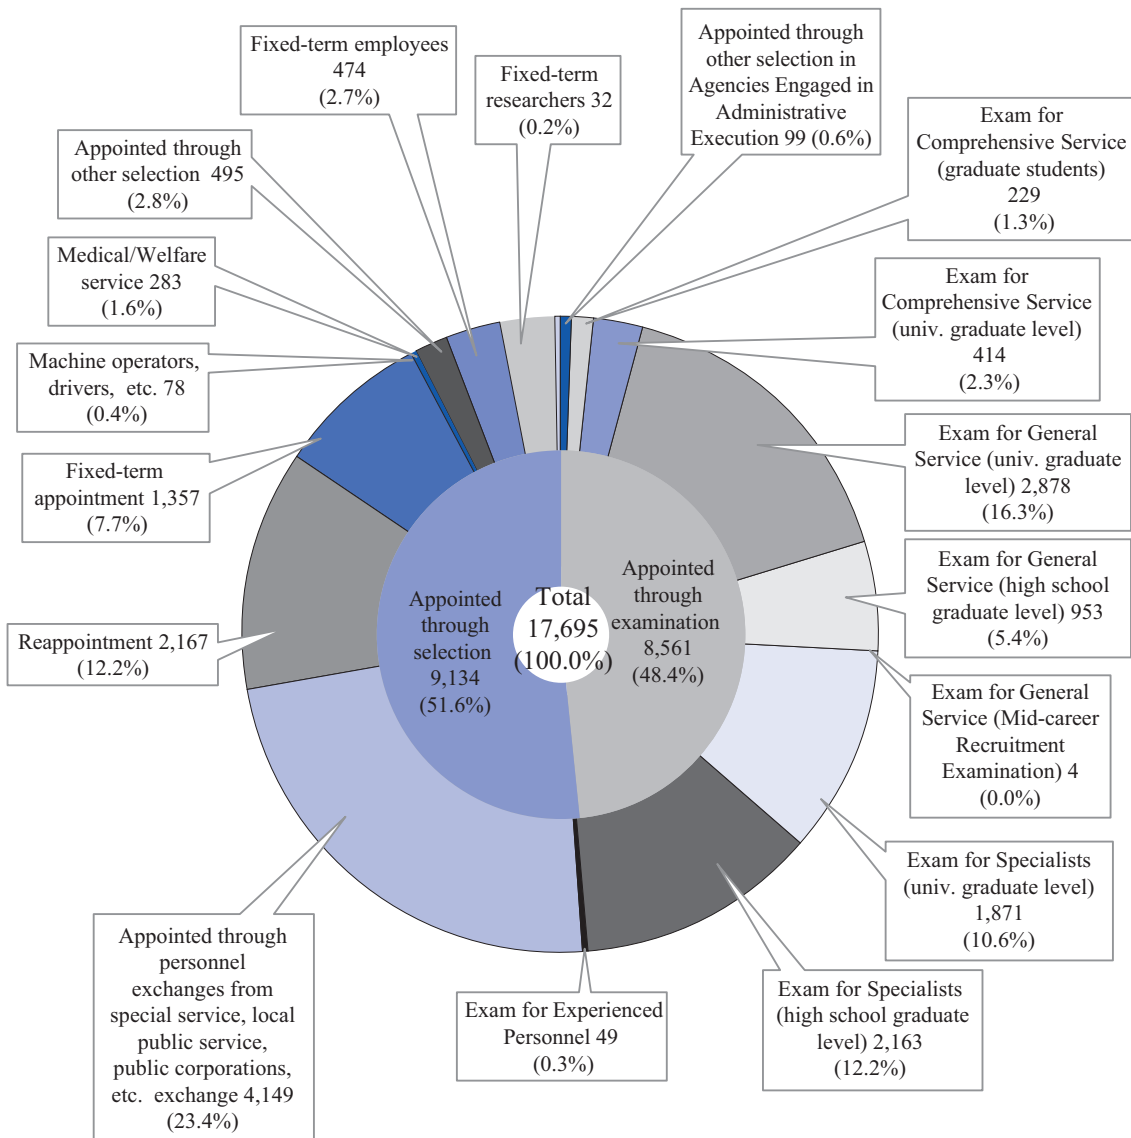 Appointed through
other selection in
Agencies Engaged in
Administrative
Execution 99 (0.6%)
Fixed-term employees
474
(2.7%)
Fixed-term
researchers 32
(0.2%)
Exam for
Comprehensive Service
(graduate students)
229
(1.3%)
Appointed through
other selection 495
(2.8%)
Medical/Welfare
service 283
(1.6%)
Exam for
Comprehensive Service
(univ. graduate level)
414
(2.3%)
Machine operators,
drivers, etc. 78
(0.4%)
Exam for General
Service (univ. graduate
level) 2,878
(16.3%)
Fixed-term
appointment 1,357
(7.7%)
Exam for General
Service (high school
graduate level) 953
(5.4%)
Appointed
through
examination
8,561
(48.4%)
Total
17,695
(100.0%)
Appointed
through
selection
9,134
(51.6%)
Reappointment 2,167
(12.2%)
Exam for General
Service (Mid-career
Recruitment
Examination) 4
(0.0%)
Exam for Specialists
(univ. graduate level)
1,871
(10.6%)
Appointed through
personnel
exchanges from
special service, local
public service,
public corporations,
etc. exchange 4,149
(23.4%)
Exam for Experienced
Personnel 49
(0.3%)
Exam for Specialists
(high school graduate
level) 2,163
(12.2%)